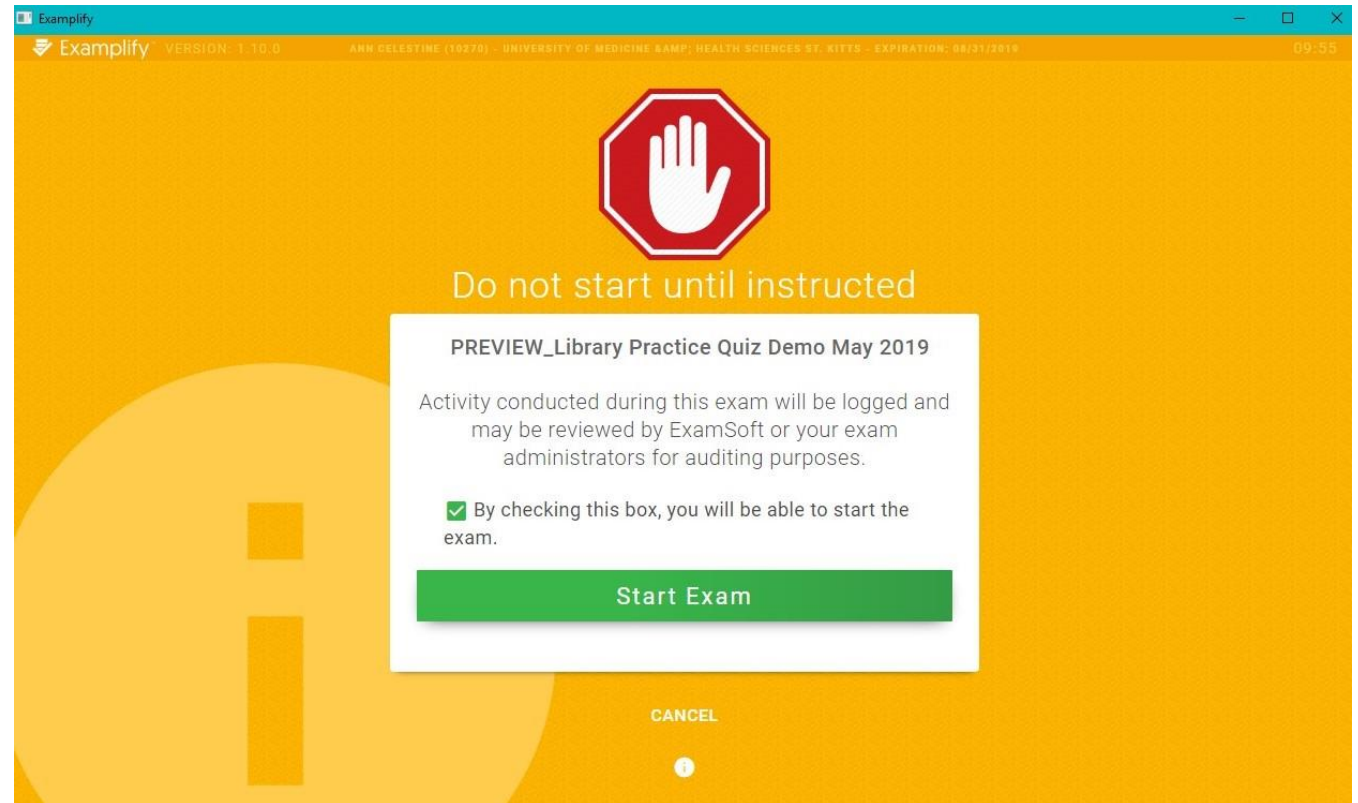 Examplify
Examplify VERSION: 1.10.0 ANN CELESTINE (10270) - UNIVERSITY OF MEDICINE &AMP; HEALTH SCIENCES ST. KITTS - EXPIRATION: 08/31/2019 09:55
Do not start until instructed
PREVIEW_Library Practice Quiz Demo May 2019
Activity conducted during this exam will be logged and
may be reviewed by ExamSoft or your exam
administrators for auditing purposes.
By checking this box, you will be able to start the
exam.
Start Exam
CANCEL
i